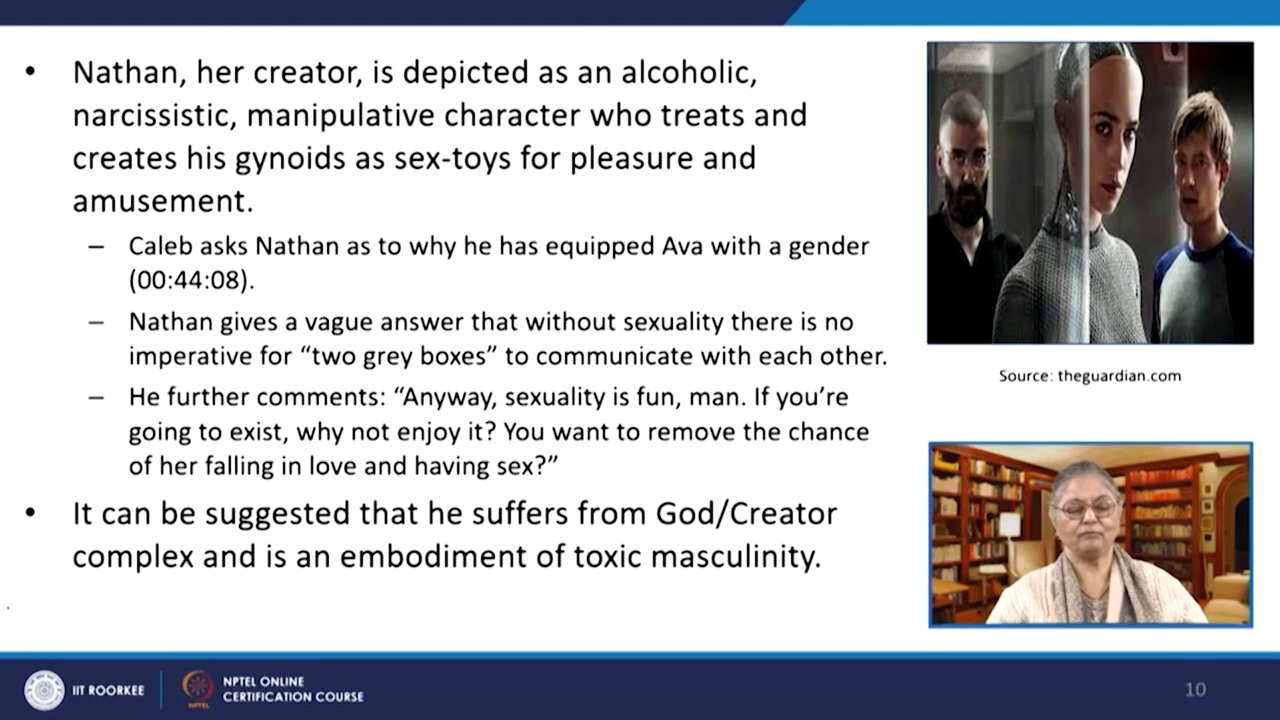 • Nathan, her creator, is depicted as an alcoholic,
narcissistic, manipulative character who treats and
creates his gynoids as sex-toys for pleasure and
amusement.
– Caleb asks Nathan as to why he has equipped Ava with a gender
(00:44:08).
– Nathan gives a vague answer that without sexuality there is no
imperative for “two grey boxes” to communicate with each other.
– He further comments: “Anyway, sexuality is fun, man. If you’re
going to exist, why not enjoy it? You want to remove the chance
of her falling in love and having sex?”
• It can be suggested that he suffers from God/Creator
complex and is an embodiment of toxic masculinity.
Source: theguardian.com
IIT ROORKEE
NPTEL
NPTEL ONLINE
CERTIFICATION COURSE
10